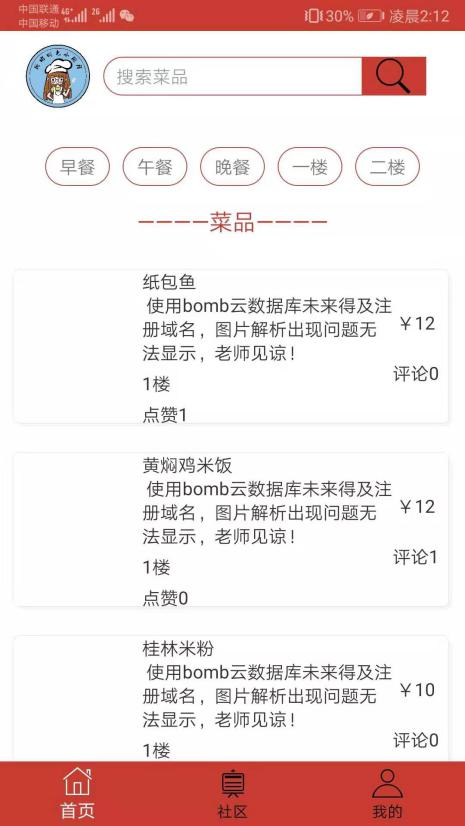 中国联通 4G+ 2G
中国移动
30% 凌晨2:12
搜索菜品
早餐 午餐 晚餐 一楼 二楼
————菜品————
纸包鱼
使用bomb云数据库未来得及注
册域名，图片解析出现问题无
法显示，老师见谅！
￥12
评论0
1楼
点赞1
黄焖鸡米饭
使用bomb云数据库未来得及注
册域名，图片解析出现问题无
法显示，老师见谅！
￥12
评论1
1楼
点赞0
桂林米粉
使用bomb云数据库未来得及注
册域名，图片解析出现问题无
法显示，老师见谅！
￥10
评论0
1楼
首页 社区 我的